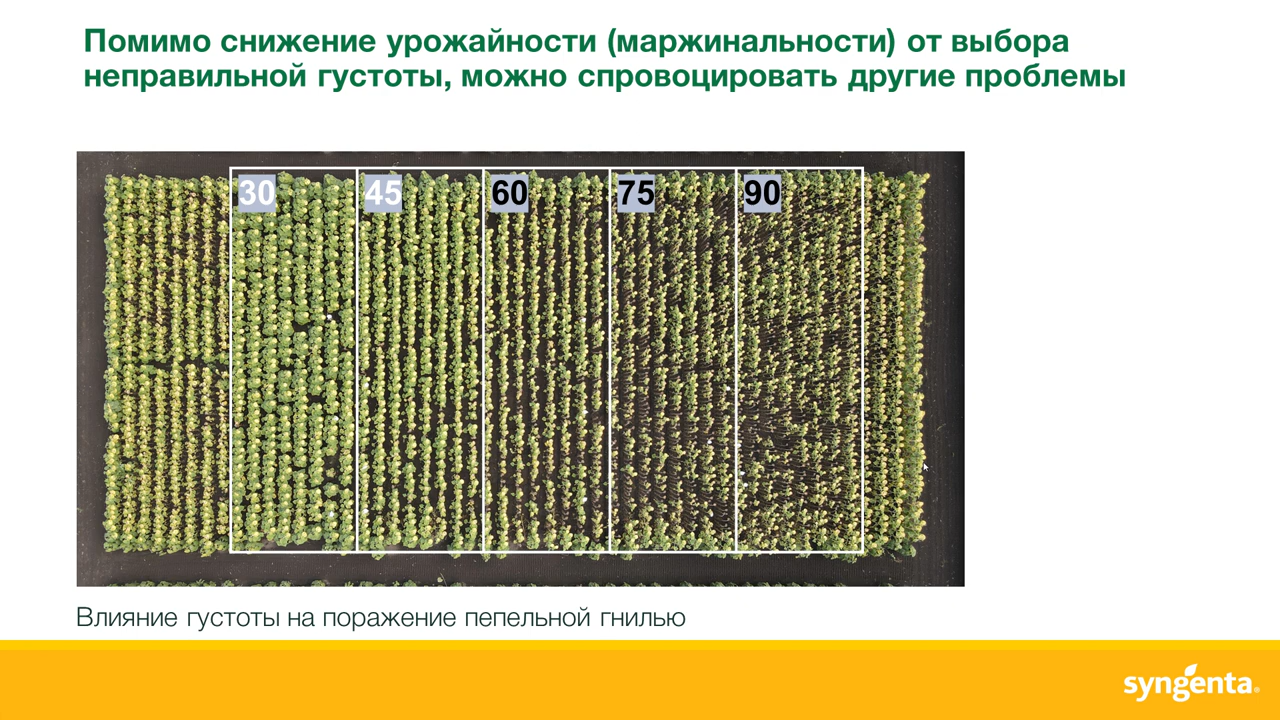 Помимо снижение урожайности (маржинальности) от выбора
неправильной густоты, можно спровоцировать другие проблемы
30 45 60 75 90
Влияние густоты на поражение пепельной гнилью
syngenta